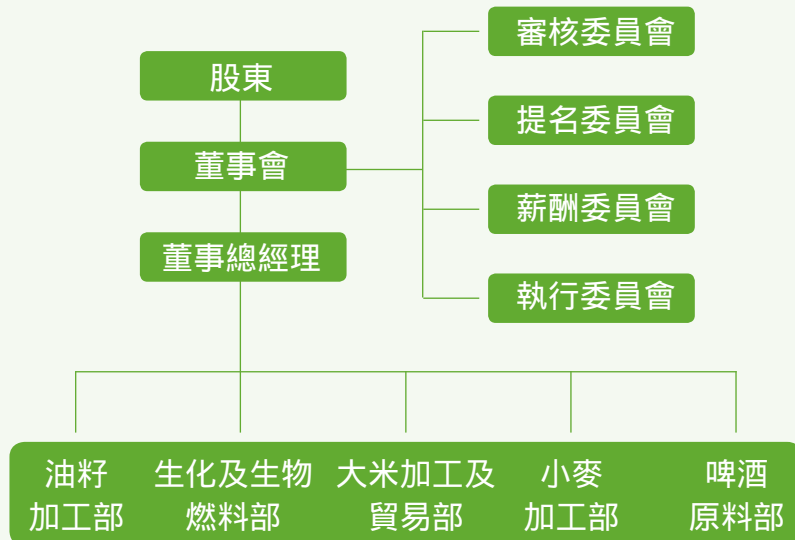 股東
董事會
董事總經理
審核委員會
提名委員會
薪酬委員會
執行委員會
油籽
加工部
生化及生物
燃料部
大米加工及
貿易部
小麥
加工部
啤酒
原料部